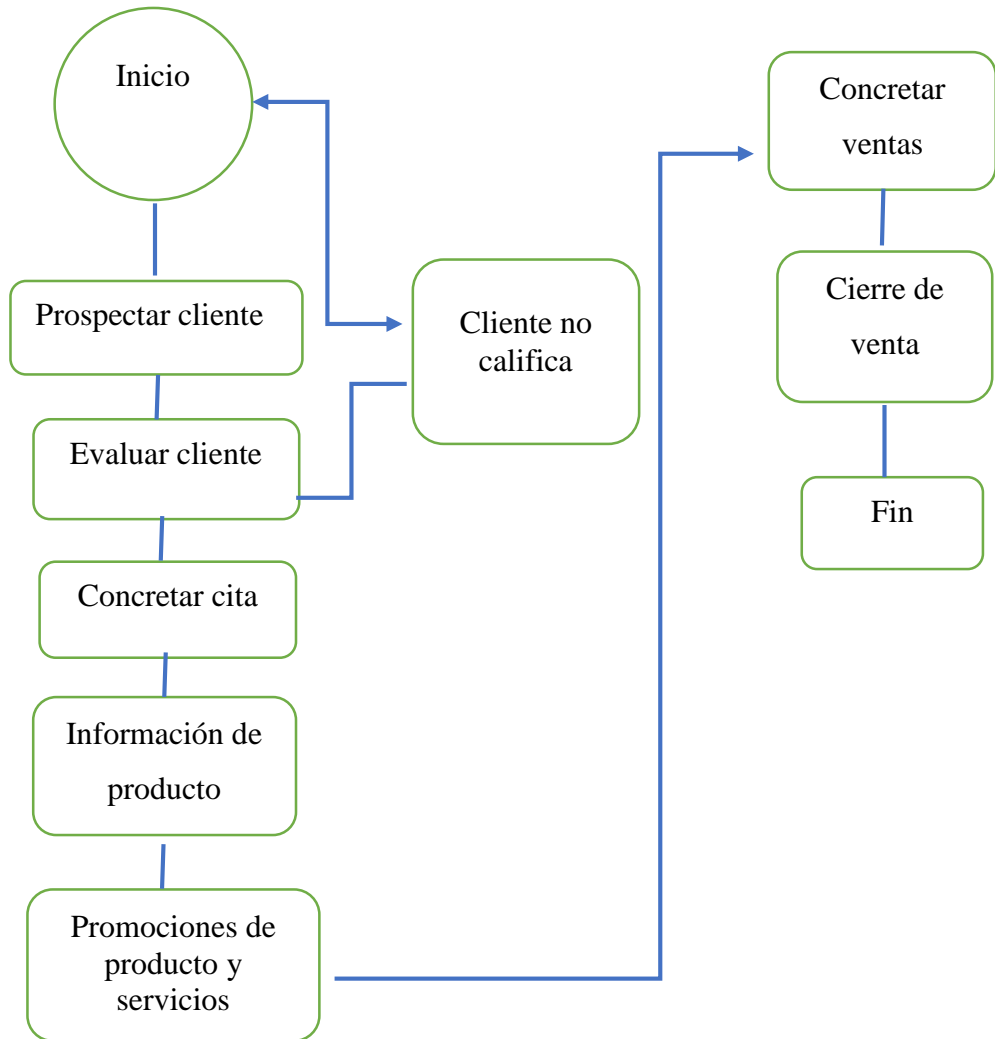 Inicio
Prospectar cliente
Evaluar cliente
Cliente no
califica
Concretar cita
Información de
producto
Promociones de
producto y
servicios
Concretar
ventas
Cierre de
venta
Fin